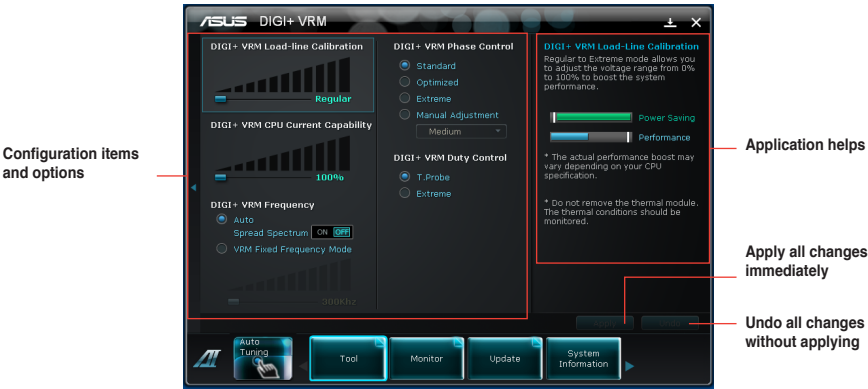 ASUS DIGI+ VRM
Configuration items
and options
DIGI+ VRM Load-line Calibration
Regular
DIGI+ VRM CPU Current Capability
100%
DIGI+ VRM Frequency
Auto
Spread Spectrum ON OFF
VRM Fixed Frequency Mode
300Khz
DIGI+ VRM Phase Control
Standard
Optimized
Extreme
Manual Adjustment
Medium
DIGI+ VRM Duty Control
T.Probe
Extreme
DIGI+ VRM Load-Line Calibration
Regular to Extreme mode allows you
to adjust the voltage range from 0%
to 100% to boost the system
performance.
Power Saving
Performance
* The actual performance boost may
vary depending on your CPU
specification.
* Do not remove the thermal module.
The thermal conditions should be
monitored.
Application helps
Apply all changes
immediately
Undo all changes
without applying
Apply
Auto
Tuning
Tool
Monitor
Update
System
Information